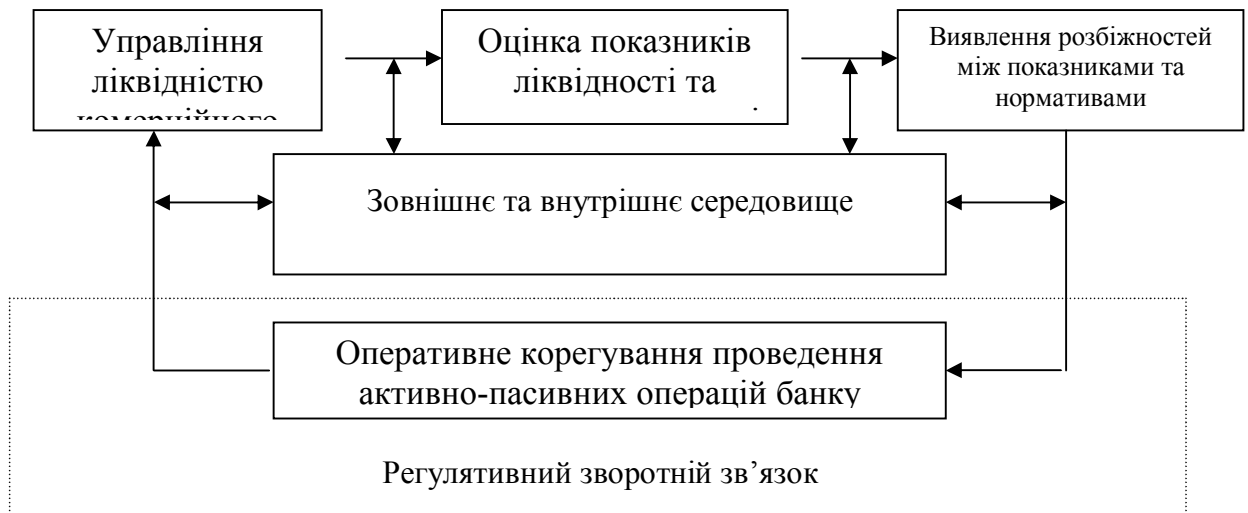 Управління
ліквідністю
комерційного
Оцінка показників
ліквідності та
Виявлення розбіжностей
між показниками та
нормативами
Зовнішнє та внутрішнє середовище
Оперативне корегування проведення
активно-пасивних операцій банку
Регулятивний зворотній зв’язок